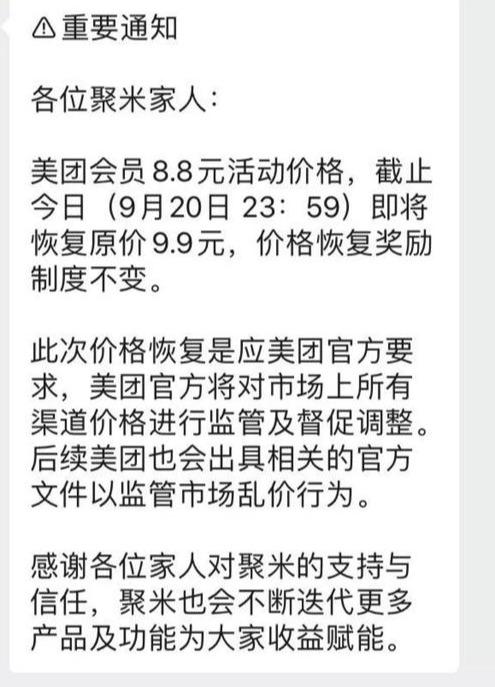 ⚠重要通知
各位聚米家人：
美团会员8.8元活动价格，截止
今日（9月20日 23：59）即将
恢复原价9.9元，价格恢复奖励
制度不变。
此次价格恢复是应美团官方要
求，美团官方将对市场上所有
渠道价格进行监管及督促调整。
后续美团也会出具相关的官方
文件以监管市场乱价行为。
感谢各位家人对聚米的支持与
信任，聚米也会不断迭代更多
产品及功能为大家收益赋能。